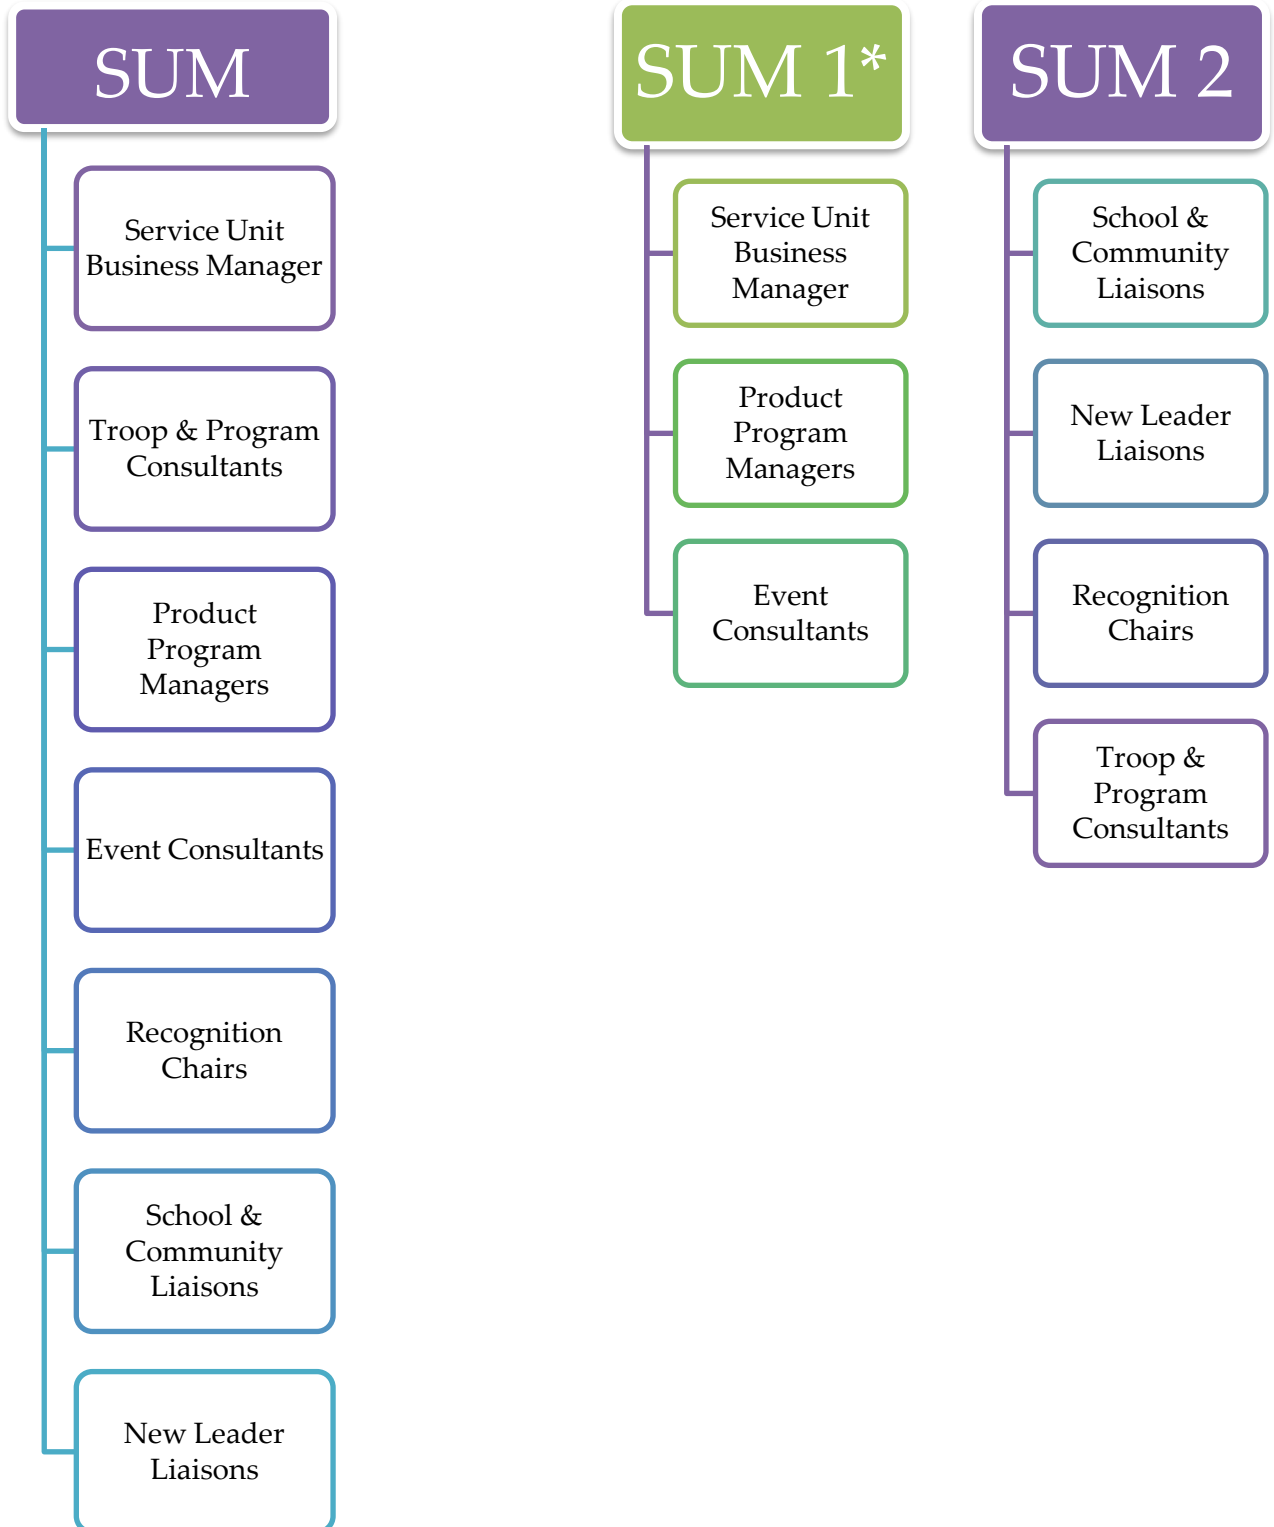 SUM
Service Unit
Business Manager
Troop & Program
Consultants
Product
Program
Managers
Event Consultants
Recognition
Chairs
School &
Community
Liaisons
New Leader
Liaisons
SUM 1*
Service Unit
Business
Manager
Product
Program
Managers
Event
Consultants
SUM 2
School &
Community
Liaisons
New Leader
Liaisons
Recognition
Chairs
Troop &
Program
Consultants